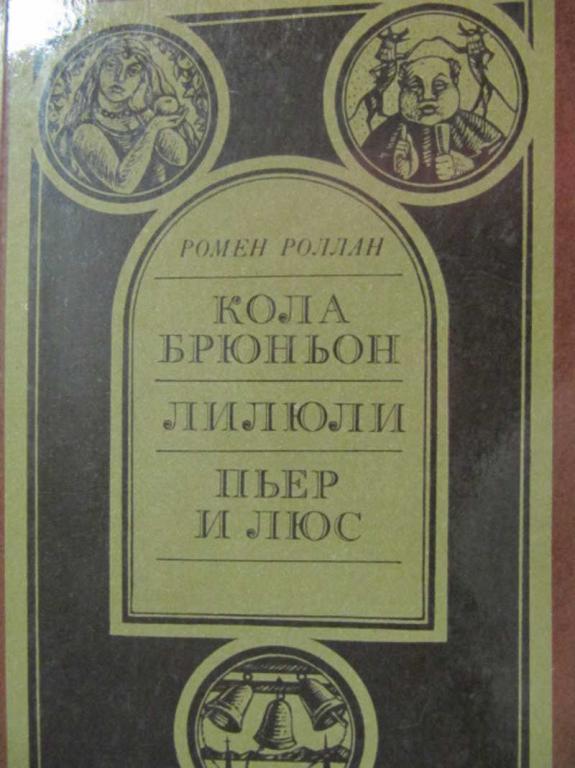 РОМЕН РОЛЛАН
КОЛА
БРЮНЬОН
ЛИЛЮЛИ
ПЬЕР
И ЛЮС